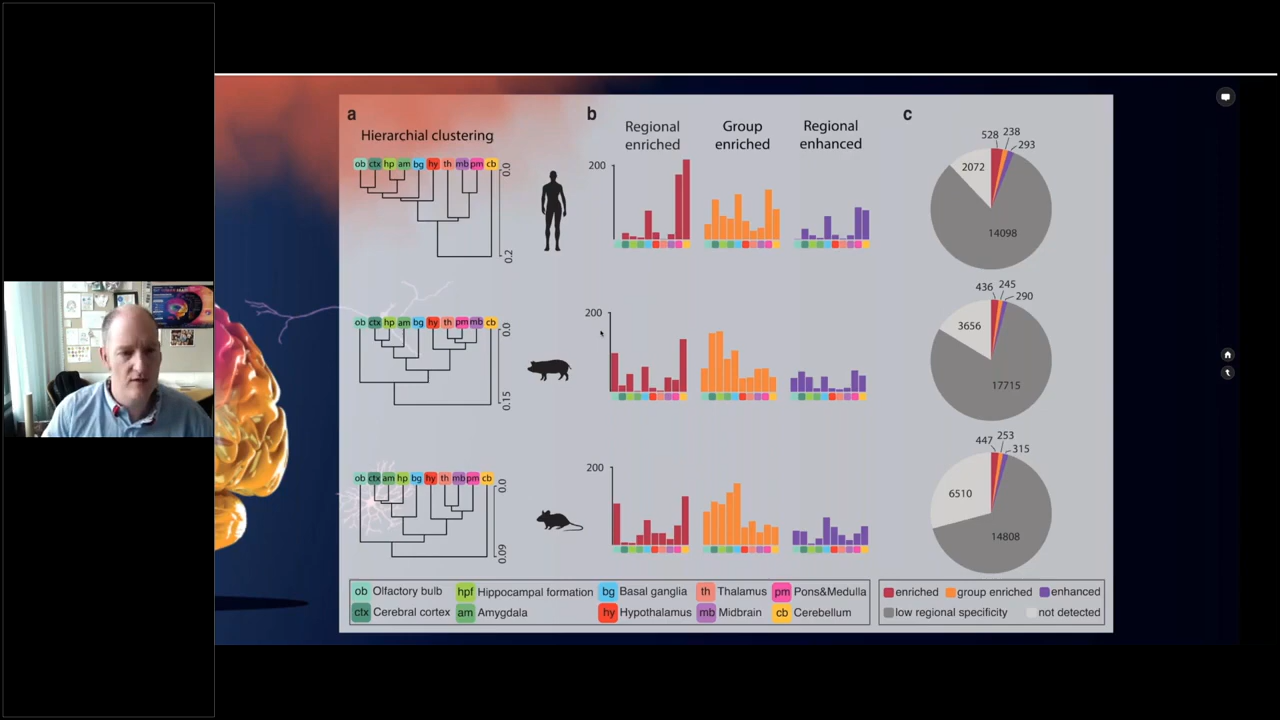 a
Hierarchial clustering
ob ctx hp am bg hy th mb pm cb
0.0
0.2
b
Regional enriched
Group enriched
Regional enhanced
200
c
528
238
293
2072
14098
ob ctx hp am bg hy th pm mb cb
0.0
0.15
200
436
245
290
3656
17715
ob ctx am hp bg hy th mb pm cb
0.0
0.09
200
447
253
315
6510
14808
ob Olfactory bulb
hpf Hippocampal formation
bg Basal ganglia
th Thalamus
pm Pons&Medulla
ctx Cerebral cortex
am Amygdala
hy Hypothalamus
mb Midbrain
cb Cerebellum
enriched
group enriched
enhanced
low regional specificity
not detected